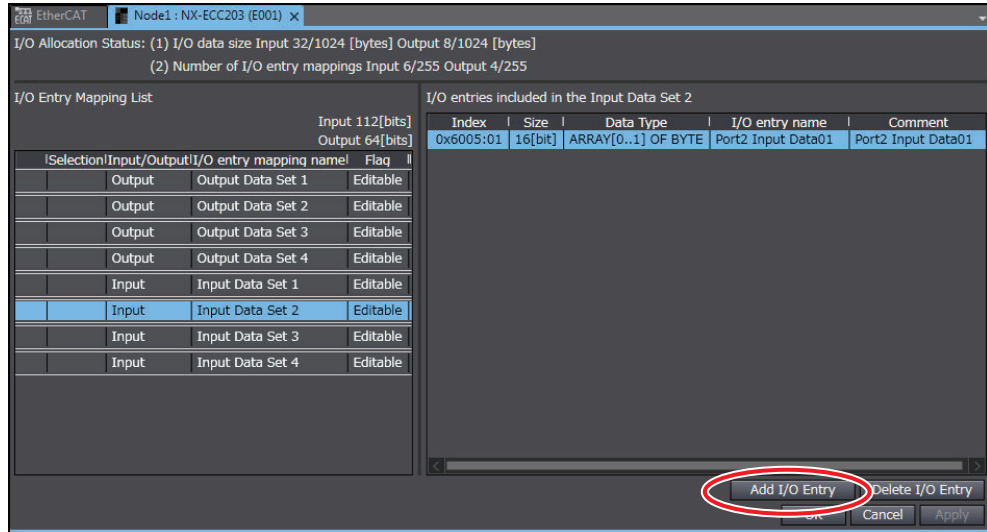 EtherCAT
Node1 : NX-ECC203 (E001)
I/O Allocation Status: (1) I/O data size Input 32/1024 [bytes] Output 8/1024 [bytes]
(2) Number of I/O entry mappings Input 6/255 Output 4/255
I/O Entry Mapping List
Input 112[bits]
Output 64[bits]
Selection Input/Output I/O entry mapping name Flag
Output Output Data Set 1 Editable
Output Output Data Set 2 Editable
Output Output Data Set 3 Editable
Output Output Data Set 4 Editable
Input Input Data Set 1 Editable
Input Input Data Set 2 Editable
Input Input Data Set 3 Editable
Input Input Data Set 4 Editable
I/O entries included in the Input Data Set 2
Index Size Data Type I/O entry name Comment
0x6005:01 16[bit] ARRAY[0..1] OF BYTE Port2 Input Data01 Port2 Input Data01
Add I/O Entry Delete I/O Entry
OK Cancel Apply